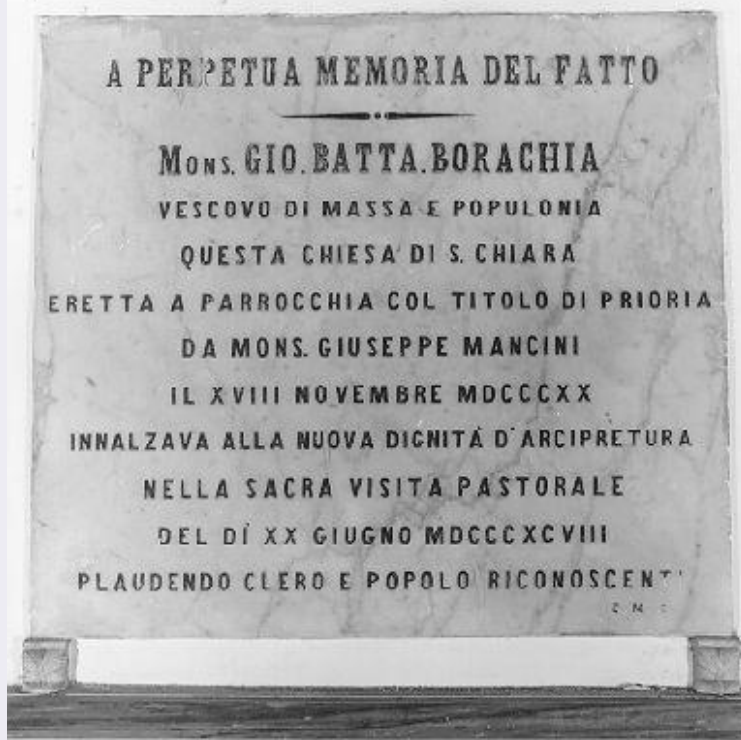 A PERPETUA MEMORIA DEL FATTO
MONS. GIO. BATTA. BORACHIA
VESCOVO DI MASSA E POPULONIA
QUESTA CHIESA DI S. CHIARA
ERETTA A PARROCCHIA COL TITOLO DI PRIORIA
DA MONS. GIUSEPPE MANCINI
IL XVIII NOVEMBRE MDCCCXX
INNALZAVA ALLA NUOVA DIGNITÀ D'ARCIPRETURA
NELLA SACRA VISITA PASTORALE
DEL DÌ XX GIUGNO MDCCCXCVIII
PLAUDENDO CLERO E POPOLO RICONOSCENTI